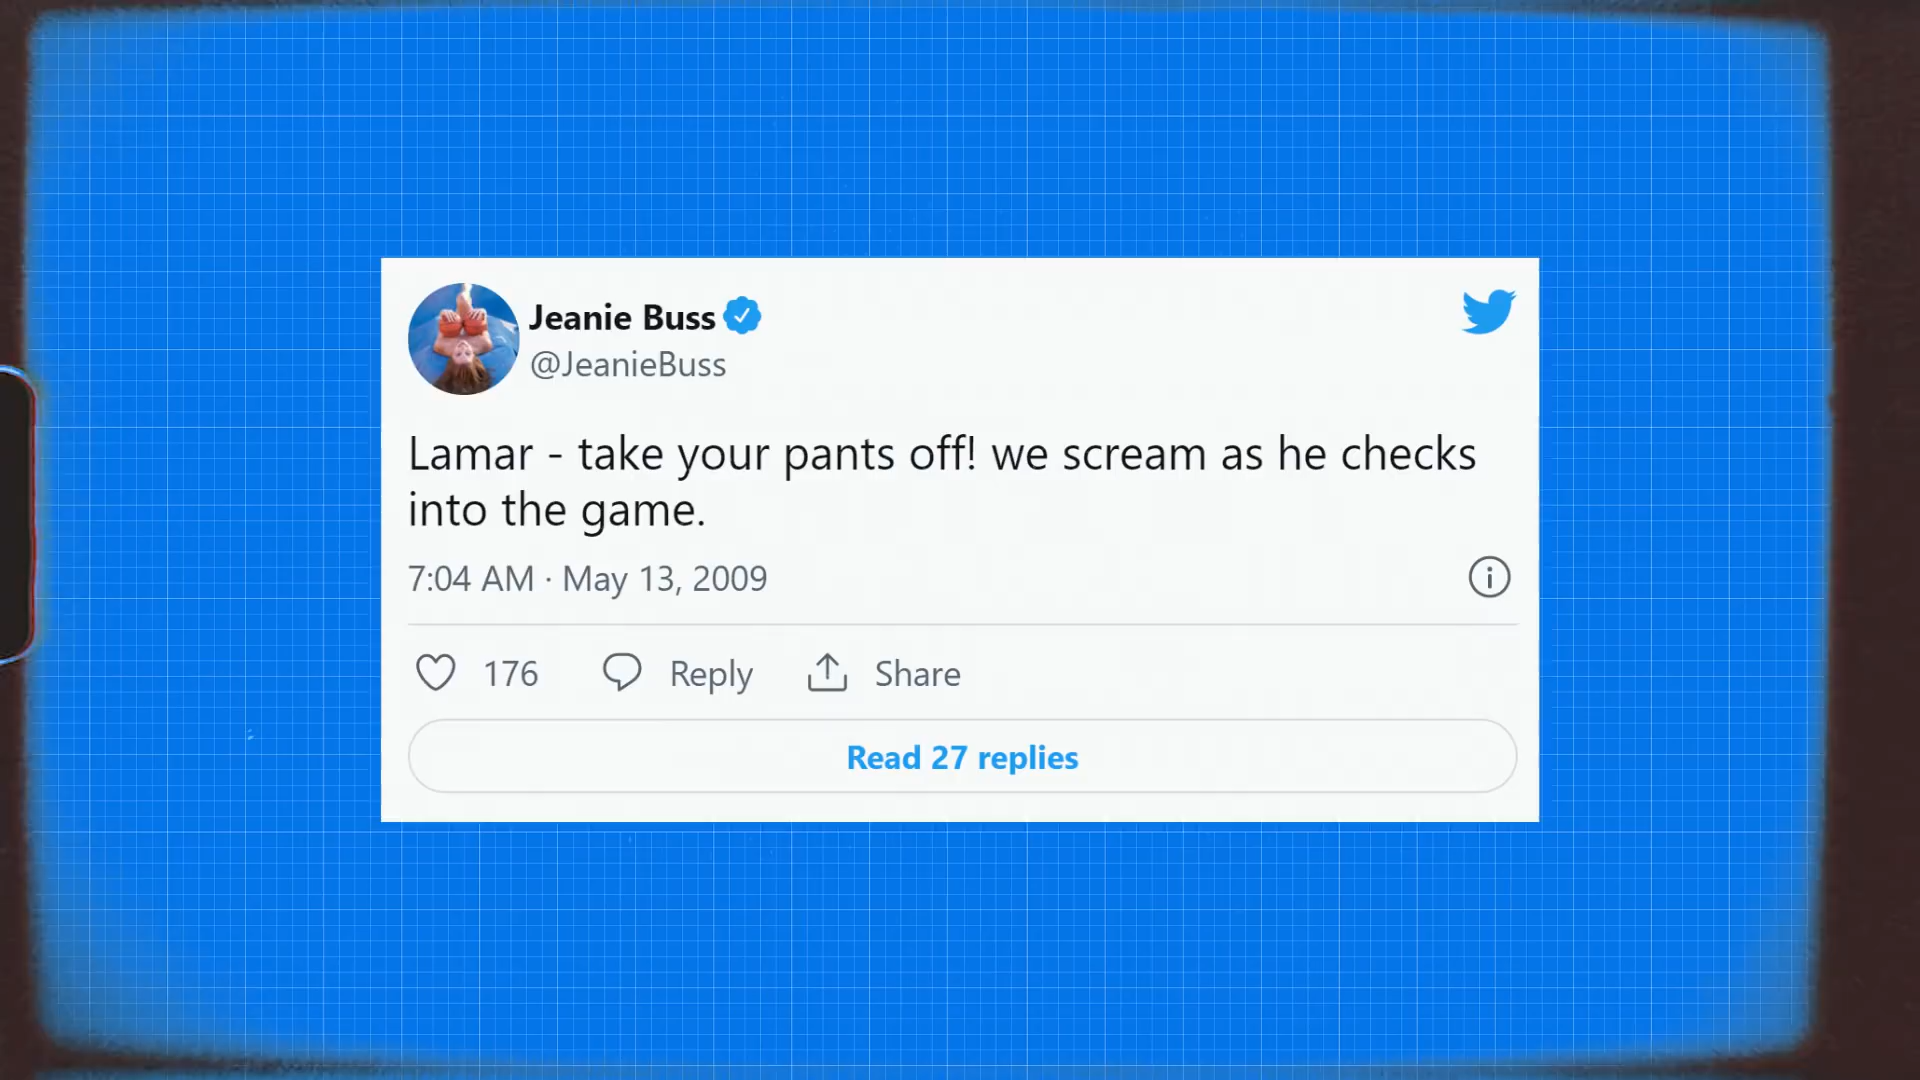 Jeanie Buss
@JeanieBuss
Lamar - take your pants off! we scream as he checks
into the game.
7:04 AM · May 13, 2009
176 Reply Share
Read 27 replies